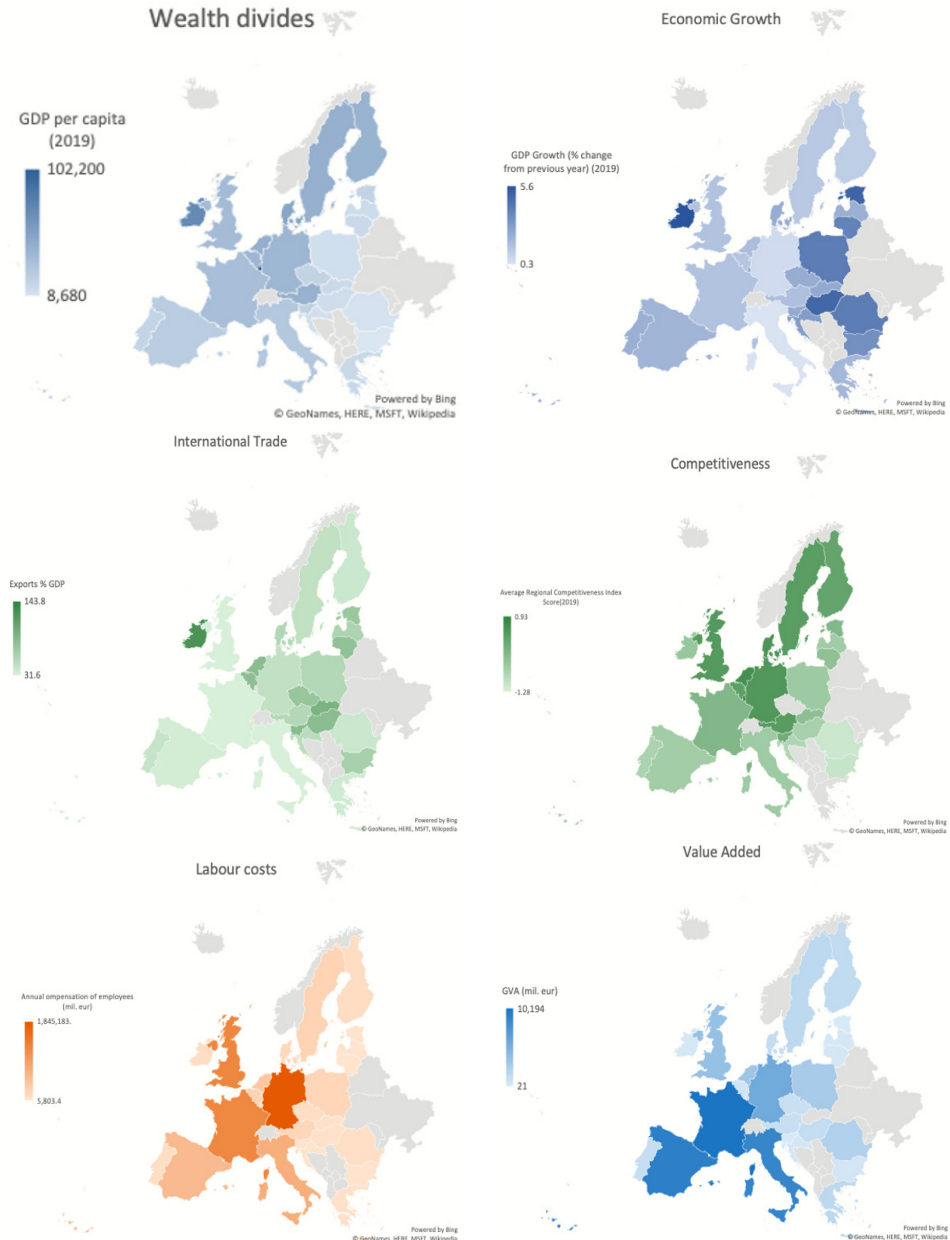 Wealth divides
GDP per capita
(2019)
102,200
8,680
Powered by Bing
© GeoNames, HERE, MSFT, Wikipedia
Economic Growth
GDP Growth (% change
from previous year) (2019)
5.6
0.3
Powered by Bing
© GeoNames, HERE, MSFT, Wikipedia
International Trade
Exports % GDP
143.8
31.6
Powered by Bing
© GeoNames, HERE, MSFT, Wikipedia
Competitiveness
Average Regional Competitiveness Index
Score(2019)
0.93
-1.28
Powered by Bing
© GeoNames, HERE, MSFT, Wikipedia
Labour costs
Annual ompensation of employees
(mil. eur)
1,845,183.
5,803.4
Powered by Bing
© GeoNames, HERE, MSFT, Wikipedia
Value Added
GVA (mil. eur)
10,194
21
Powered by Bing
© GeoNames, HERE, MSFT, Wikipedia